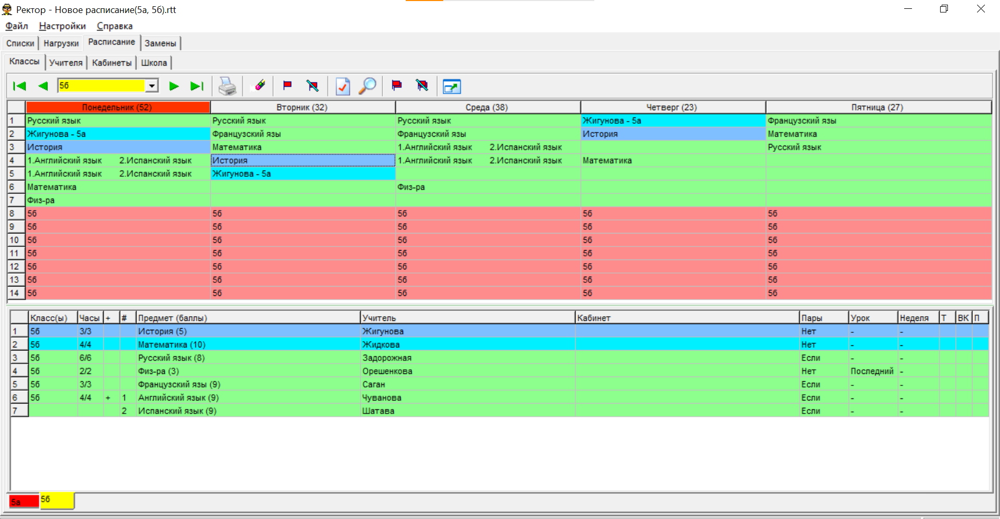 Ректор - Новое расписание(5а, 5б).rtt
Файл Настройки Справка
Списки Нагрузки Расписание Замены
Классы Учителя Кабинеты Школа
5б
Понедельник (52) Вторник (32) Среда (38) Четверг (23) Пятница (27)
1 Русский язык Русский язык Русский язык Жигунова - 5а Французский язы
2 Жигунова - 5а Французский язы Французский язы История Математика
3 История Математика 1.Английский язык 2.Испанский язык Русский язык
4 1.Английский язык 2.Испанский язык История 1.Английский язык 2.Испанский язык Математика
5 1.Английский язык 2.Испанский язык Жигунова - 5а
6 Математика Физ-ра
7 Физ-ра
8 5б 5б 5б 5б 5б
9 5б 5б 5б 5б 5б
10 5б 5б 5б 5б 5б
11 5б 5б 5б 5б 5б
12 5б 5б 5б 5б 5б
13 5б 5б 5б 5б 5б
14 5б 5б 5б 5б 5б
Класс(ы) Часы + # Предмет (баллы) Учитель Кабинет Пары Урок Неделя Т ВК П
1 5б 3/3 История (5) Жигунова Нет - -
2 5б 4/4 Математика (10) Жидкова Нет - -
3 5б 6/6 Русский язык (8) Задорожная Если - -
4 5б 2/2 Физ-ра (3) Орешенкова Нет Последний -
5 5б 3/3 Французский язы (9) Саган Если - -
6 5б 4/4 + 1 Английский язык (9) Чуванова Если - -
7 2 Испанский язык (9) Шатава Если - -
5а 5б